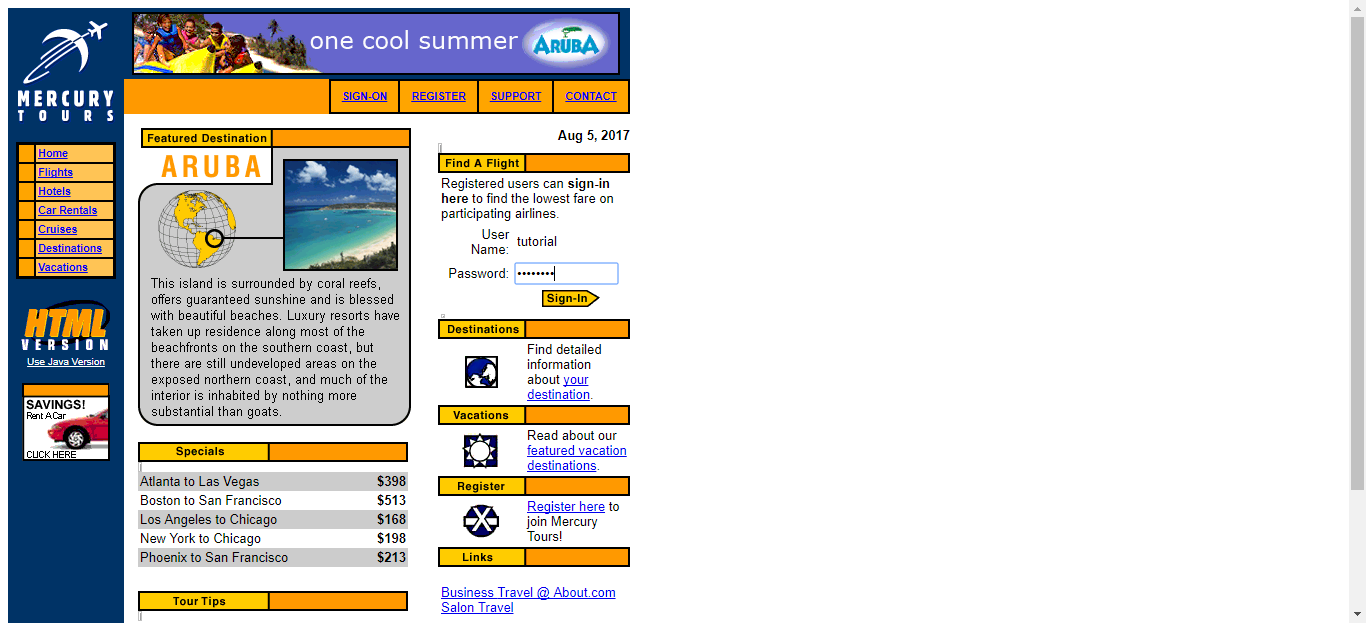 MERCURY
TOURS
one cool summer
ARUBA
SIGN-ON
REGISTER
SUPPORT
CONTACT
Home
Flights
Hotels
Car Rentals
Cruises
Destinations
Vacations
HTML
VERSION
Use Java Version
SAVINGS!
Rent A Car
CLICK HERE
Featured Destination
ARUBA
This island is surrounded by coral reefs,
offers guaranteed sunshine and is blessed
with beautiful beaches. Luxury resorts have
taken up residence along most of the
beachfronts on the southern coast, but
there are still undeveloped areas on the
exposed northern coast, and much of the
interior is inhabited by nothing more
substantial than goats.
Specials
Atlanta to Las Vegas $398
Boston to San Francisco $513
Los Angeles to Chicago $168
New York to Chicago $198
Phoenix to San Francisco $213
Tour Tips
Aug 5, 2017
Find A Flight
Registered users can sign-in
here to find the lowest fare on
participating airlines.
User
Name: tutorial
Password: ••••••••
Sign-In
Destinations
Find detailed
information
about your
destination.
Vacations
Read about our
featured vacation
destinations.
Register
Register here to
join Mercury
Tours!
Links
Business Travel @ About.com
Salon Travel